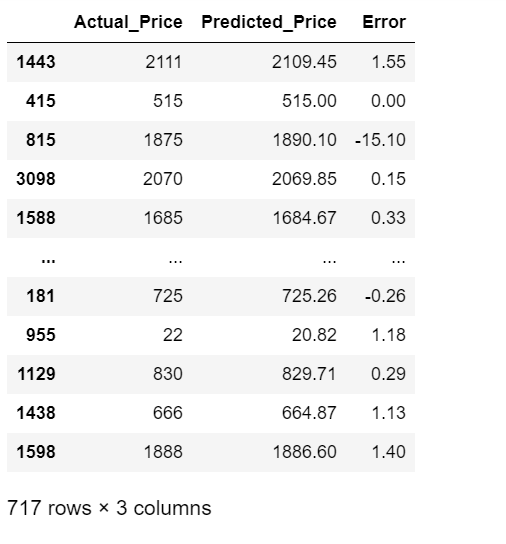 Actual_Price Predicted_Price Error
1443 2111 2109.45 1.55
415 515 515.00 0.00
815 1875 1890.10 -15.10
3098 2070 2069.85 0.15
1588 1685 1684.67 0.33
... ... ... ...
181 725 725.26 -0.26
955 22 20.82 1.18
1129 830 829.71 0.29
1438 666 664.87 1.13
1598 1888 1886.60 1.40
717 rows × 3 columns